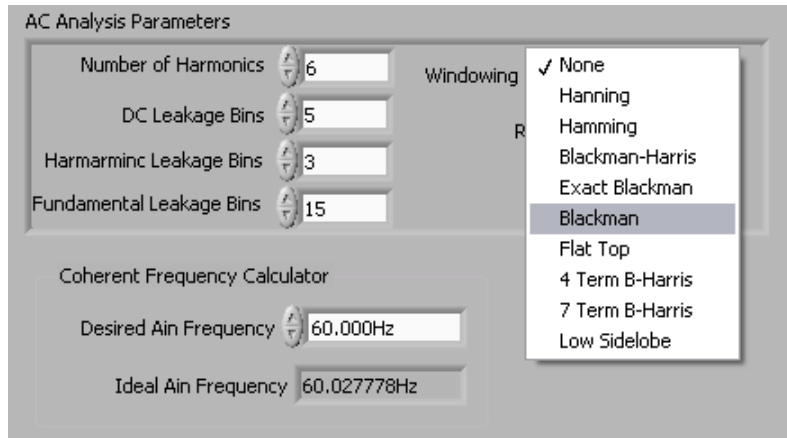 AC Analysis Parameters
Number of Harmonics 6
DC Leakage Bins 5
Harmarminc Leakage Bins 3
Fundamental Leakage Bins 15
Windowing
R
✓ None
Hanning
Hamming
Blackman-Harris
Exact Blackman
Blackman
Flat Top
4 Term B-Harris
7 Term B-Harris
Low Sidelobe
Coherent Frequency Calculator
Desired Ain Frequency 60.000Hz
Ideal Ain Frequency 60.027778Hz